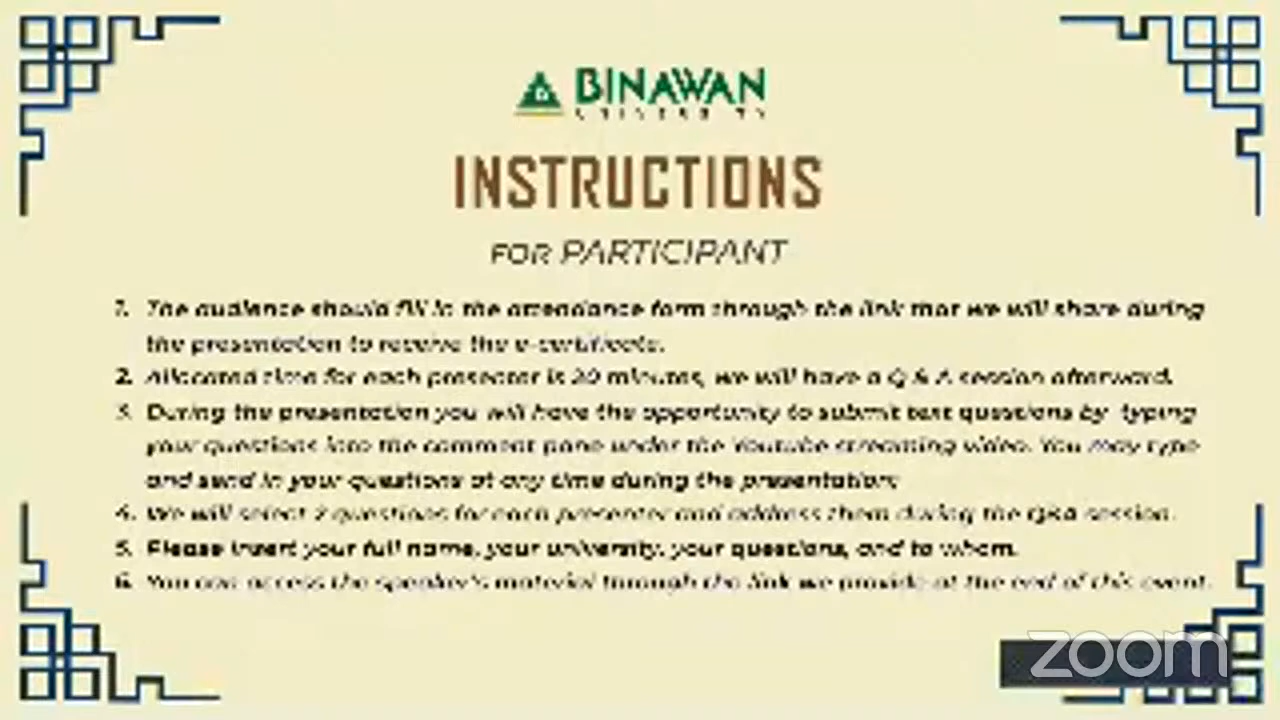 BINAWAN
UNIVERSITY
INSTRUCTIONS
FOR PARTICIPANT
1. The audience should fill in the attendance form through the link that we will share during
the presentation to receive the e-certificate.
2. Allocated time for each presenter is 20 minutes, we will have a Q & A session afterward.
3. During the presentation you will have the opportunity to submit text questions by typing
your questions into the comment pane under the Youtube streaming video. You may type
and send in your questions at any time during the presentation;
4. We will select 2 questions for each presenter and address them during the Q&A session.
5. Please insert your full name, your university, your questions, and to whom.
6. You can access the speaker's material through the link we provide at the end of this event.
zoom